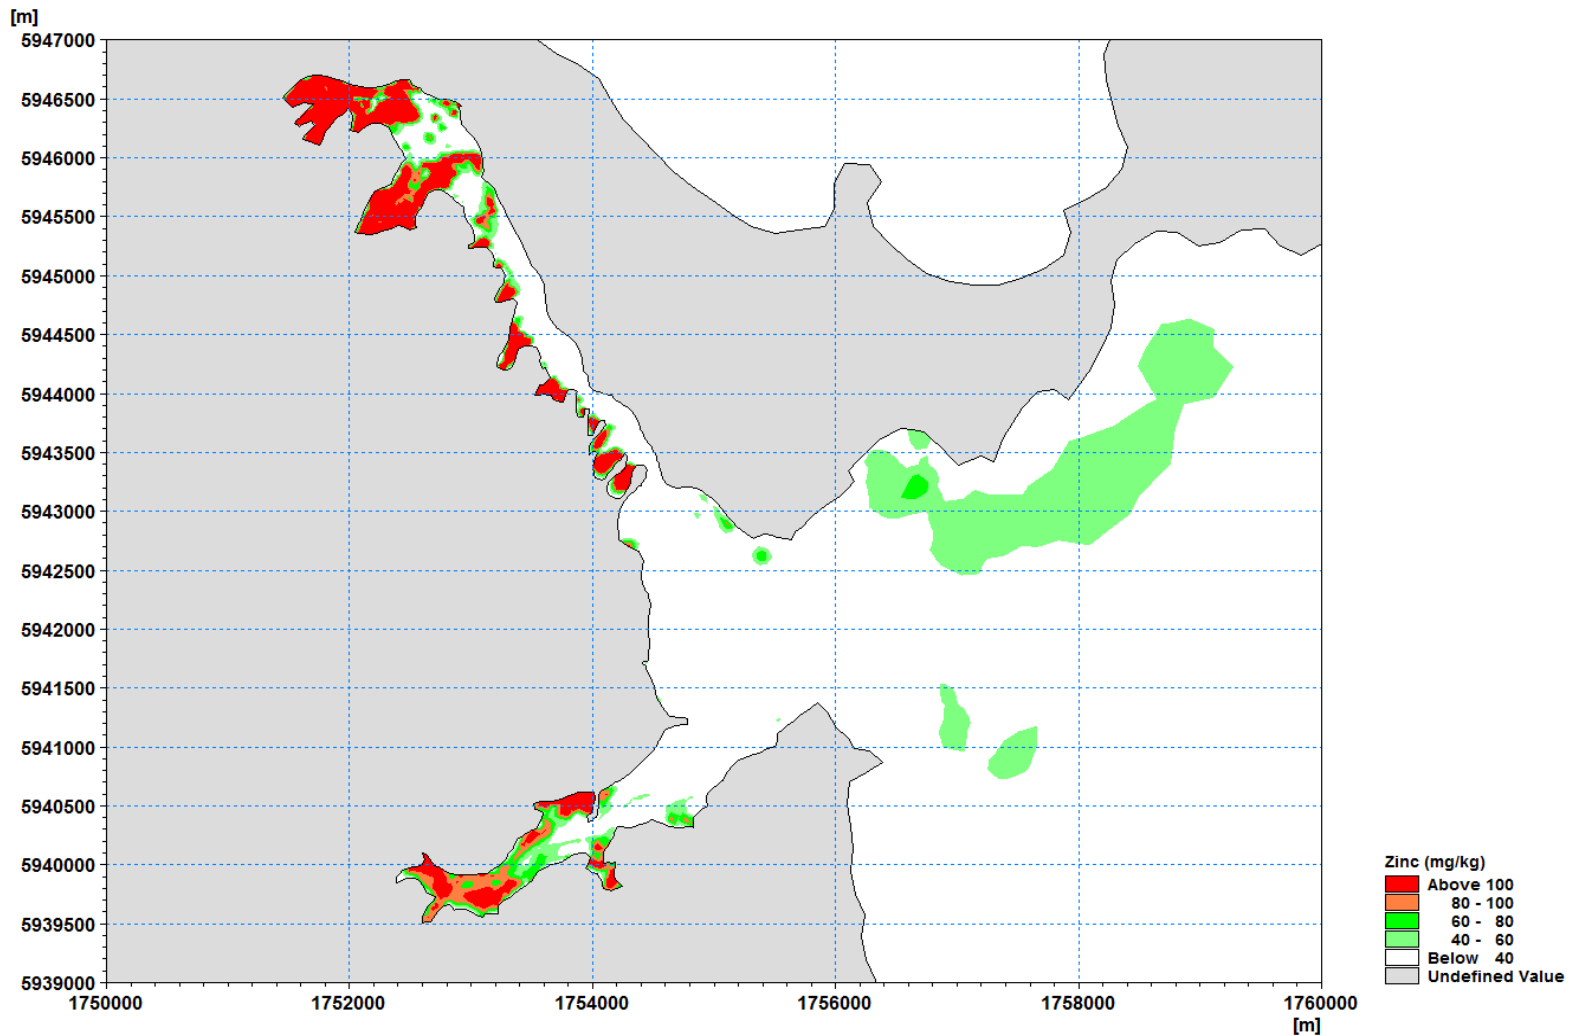 [m]
5947000
5946500
5946000
5945500
5945000
5944500
5944000
5943500
5943000
5942500
5942000
5941500
5941000
5940500
5940000
5939500
5939000
1750000 1752000 1754000 1756000 1758000 1760000
[m]
Zinc (mg/kg)
Above 100
80 - 100
60 - 80
40 - 60
Below 40
Undefined Value